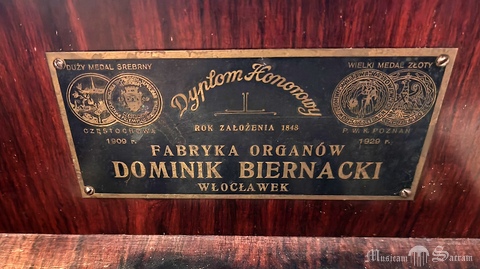 DUŻY MEDAL SREBRNY
CZĘSTOCHOWA
1909 R.
Dyplom Honorowy
ROK ZAŁOŻENIA 1848
WIELKI MEDAL ZŁOTY
P.W.K. POZNAŃ
1929 R.
FABRYKA ORGANÓW
DOMINIK BIERNACKI
WŁOCŁAWEK
Musicam Sacram